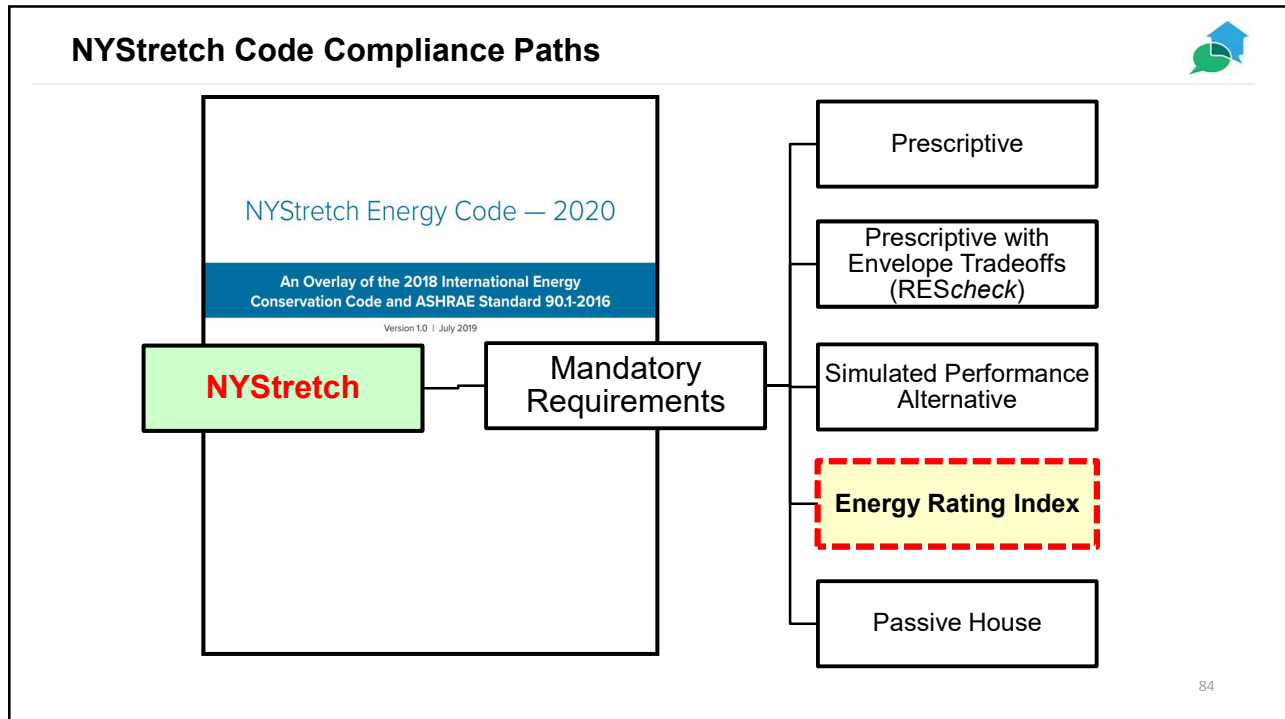 NYStretch Code Compliance Paths
NYStretch Energy Code — 2020
An Overlay of the 2018 International Energy
Conservation Code and ASHRAE Standard 90.1-2016
Version 1.0 | July 2019
NYStretch
Mandatory
Requirements
Prescriptive
Prescriptive with
Envelope Tradeoffs
(REScheck)
Simulated Performance
Alternative
Energy Rating Index
Passive House
84